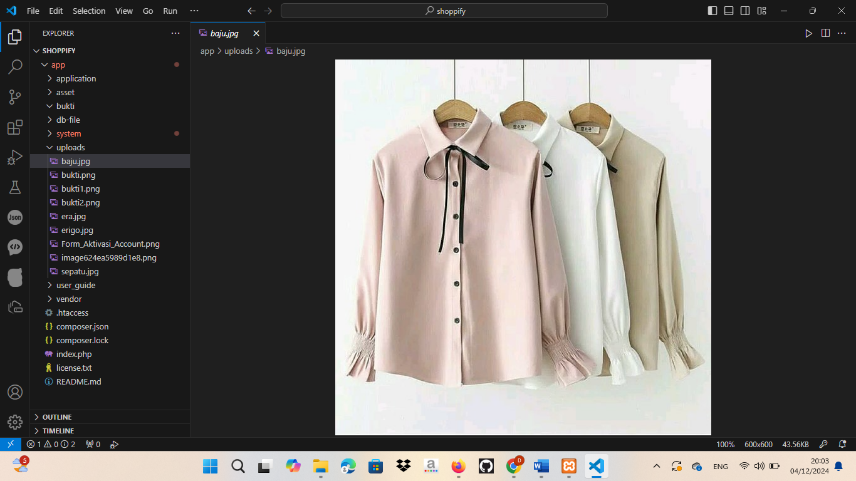 File Edit Selection View Go Run ···
shoppify
EXPLORER ···
SHOPPIFY
app
application
asset
bukti
db-file
system
uploads
baju.jpg
bukti.png
bukti1.png
bukti2.png
era.jpg
erigo.jpg
Form_Aktivasi_Account.png
image624ea5989d1e8.png
sepatu.jpg
user_guide
vendor
.htaccess
composer.json
composer.lock
index.php
license.txt
README.md
OUTLINE
TIMELINE
baju.jpg
app > uploads > baju.jpg
1 0 2 0
100% 600x600 43.56KB
5
D
ENG
20:03
04/12/2024